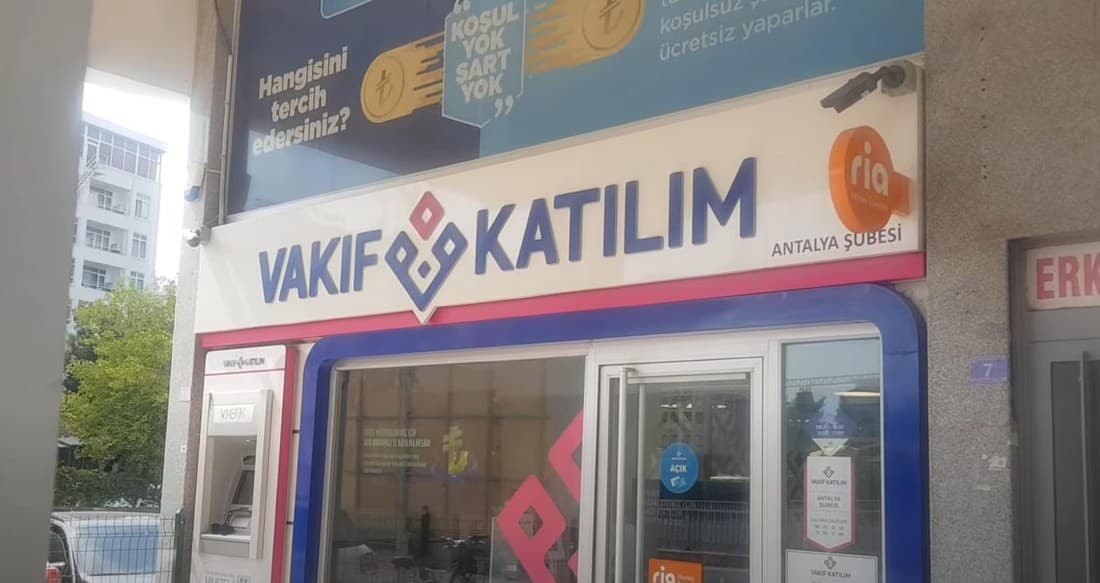 Hangisini
tercih
edersiniz?
KOŞUL
YOK
ŞART
YOK
koşulsuz
ücretsiz yaparlar.
VAKIF KATILIM
ria
ANTALYA ŞUBESİ
ERK
7
VAKIF KATILIM
VMATİK
AÇIK
VAKIF KATILIM
ANTALYA
ŞUBESİ
VAKIF KATILIM
ria